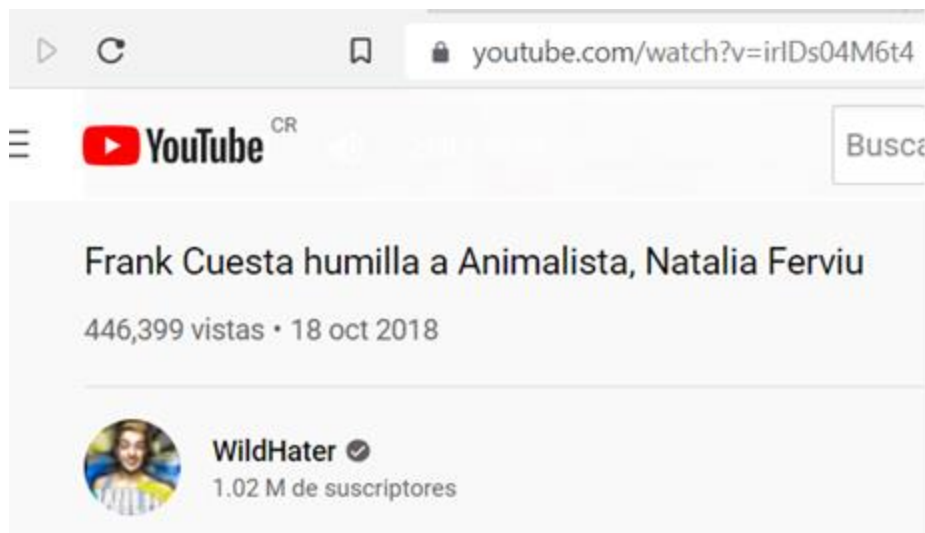 youtube.com/watch?v=irIDs04M6t4
YouTube CR
Busca
Frank Cuesta humilla a Animalista, Natalia Ferviu
446,399 vistas • 18 oct 2018
WildHater
1.02 M de suscriptores